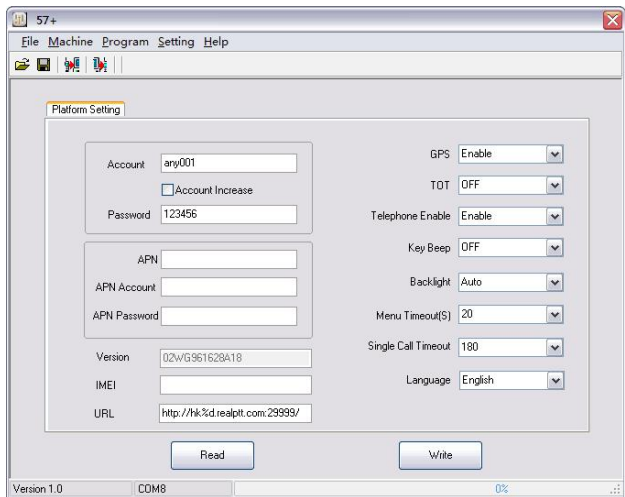 57+
File Machine Program Setting Help
Platform Setting
Account any001
Account Increase
Password 123456
APN
APN Account
APN Password
Version 02WG961628A18
IMEI
URL http://hk%d.realptt.com:29999/
GPS Enable
TOT OFF
Telephone Enable Enable
Key Beep OFF
Backlight Auto
Menu Timeout(S) 20
Single Call Timeout 180
Language English
Read Write
Version 1.0 COM8 0%